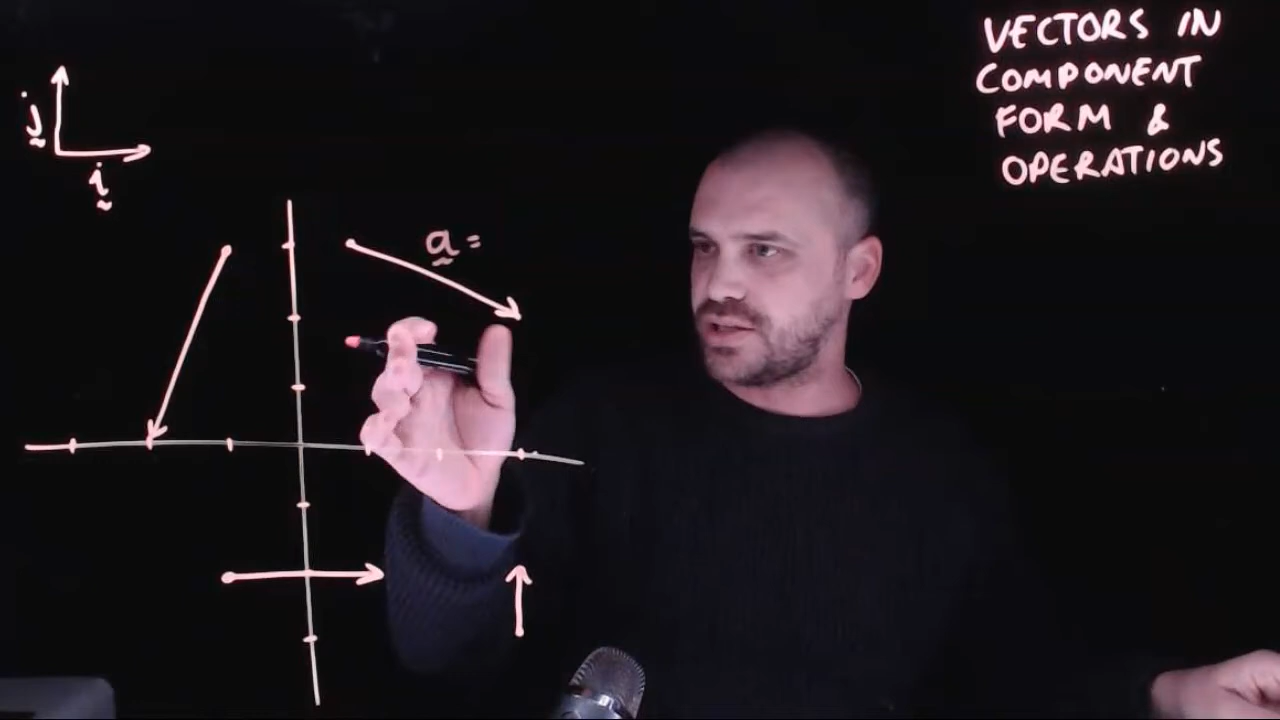 VECTORS IN
COMPONENT
FORM &
OPERATIONS
j
i
a =